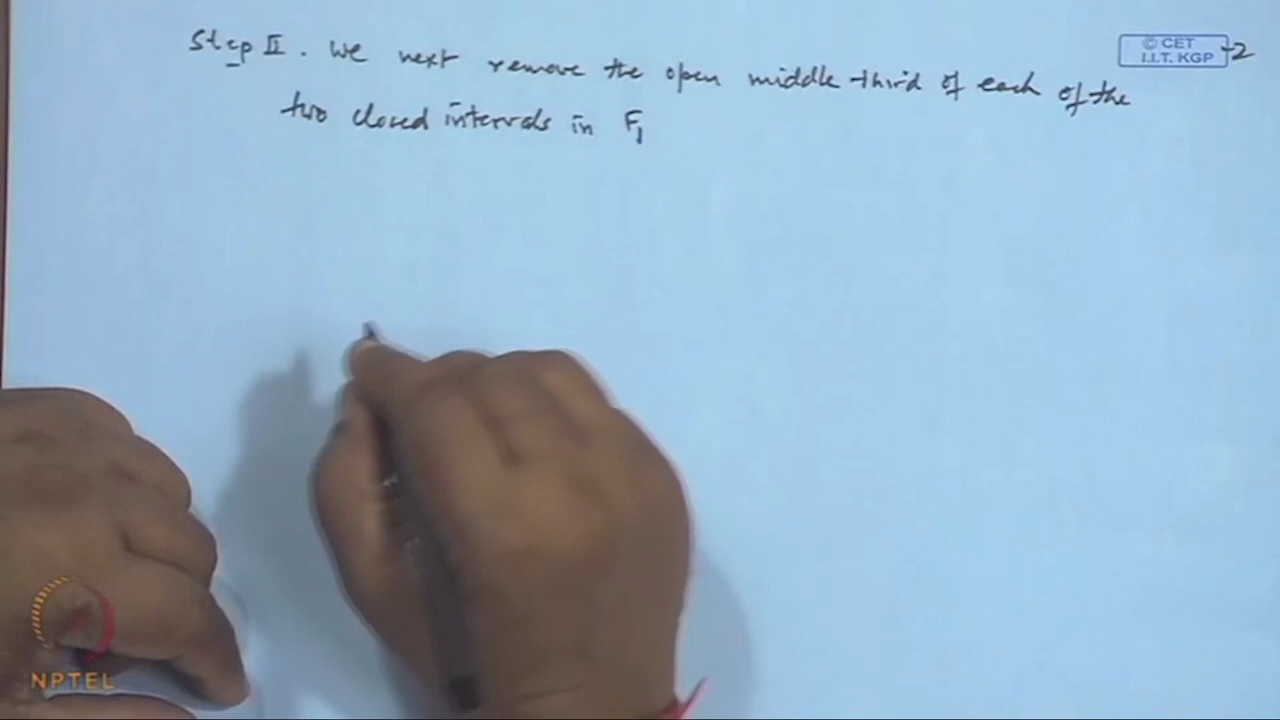 Step II. We next remove the open middle third of each of the
two closed intervals in F₁
© CET
I.I.T. KGP
-2
NPTEL